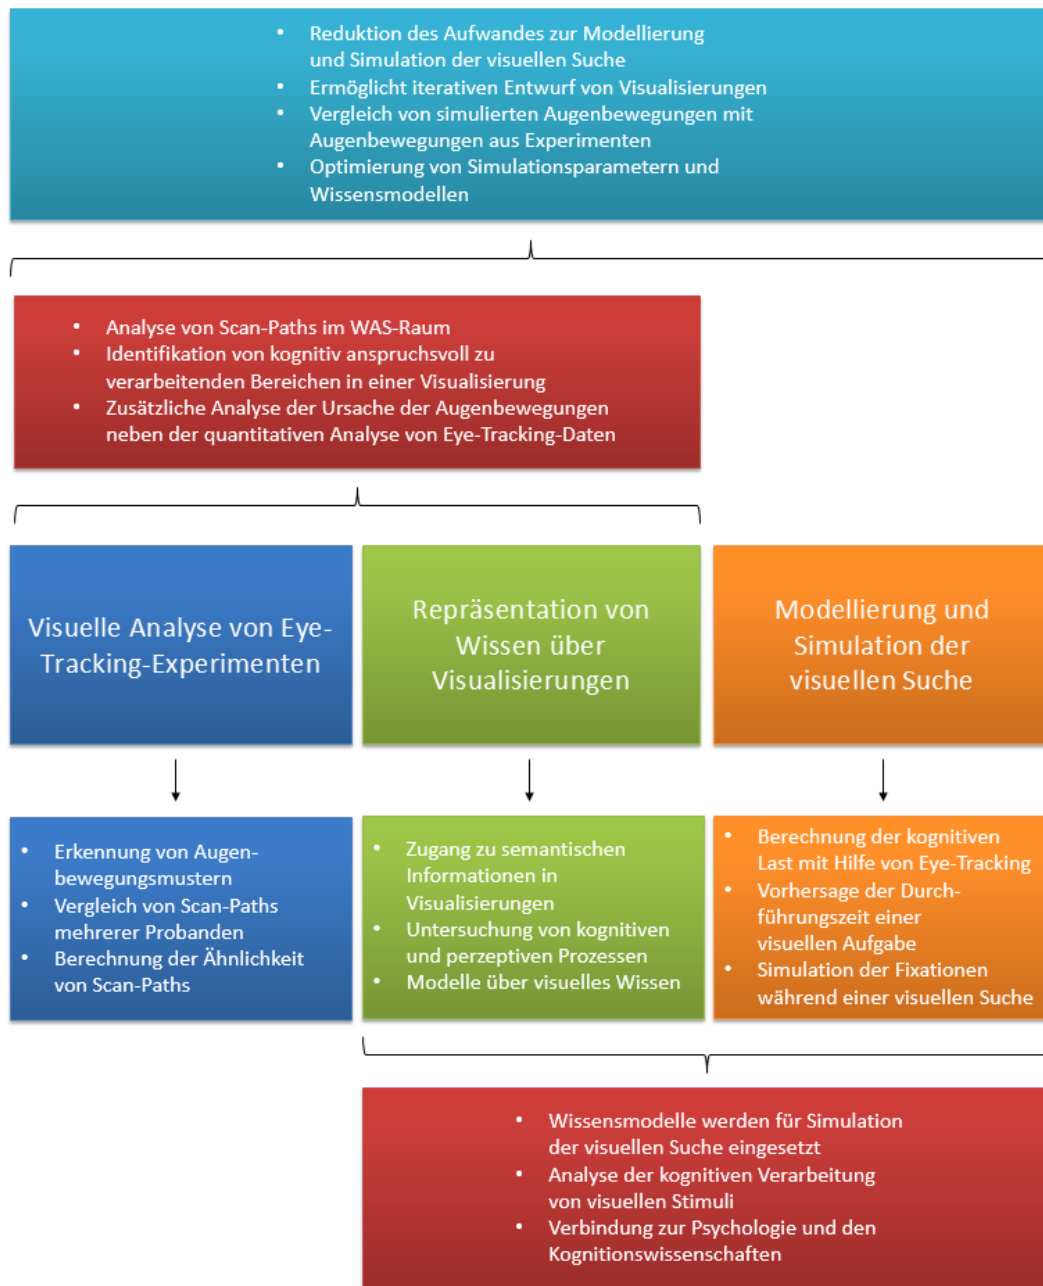 • Reduktion des Aufwandes zur Modellierung
und Simulation der visuellen Suche
• Ermöglicht iterativen Entwurf von Visualisierungen
• Vergleich von simulierten Augenbewegungen mit
Augenbewegungen aus Experimenten
• Optimierung von Simulationsparametern und
Wissensmodellen
• Analyse von Scan-Paths im WAS-Raum
• Identifikation von kognitiv anspruchsvoll zu
verarbeitenden Bereichen in einer Visualisierung
• Zusätzliche Analyse der Ursache der Augenbewegungen
neben der quantitativen Analyse von Eye-Tracking-Daten
Visuelle Analyse von Eye-
Tracking-Experimenten
Repräsentation von
Wissen über
Visualisierungen
Modellierung und
Simulation der
visuellen Suche
• Erkennung von Augen-
bewegungsmustern
• Vergleich von Scan-Paths
mehrerer Probanden
• Berechnung der Ähnlichkeit
von Scan-Paths
• Zugang zu semantischen
Informationen in
Visualisierungen
• Untersuchung von kognitiven
und perzeptiven Prozessen
• Modelle über visuelles Wissen
• Berechnung der kognitiven
Last mit Hilfe von Eye-Tracking
• Vorhersage der Durch-
führungszeit einer
visuellen Aufgabe
• Simulation der Fixationen
während einer visuellen Suche
• Wissensmodelle werden für Simulation
der visuellen Suche eingesetzt
• Analyse der kognitiven Verarbeitung
von visuellen Stimuli
• Verbindung zur Psychologie und den
Kognitionswissenschaften